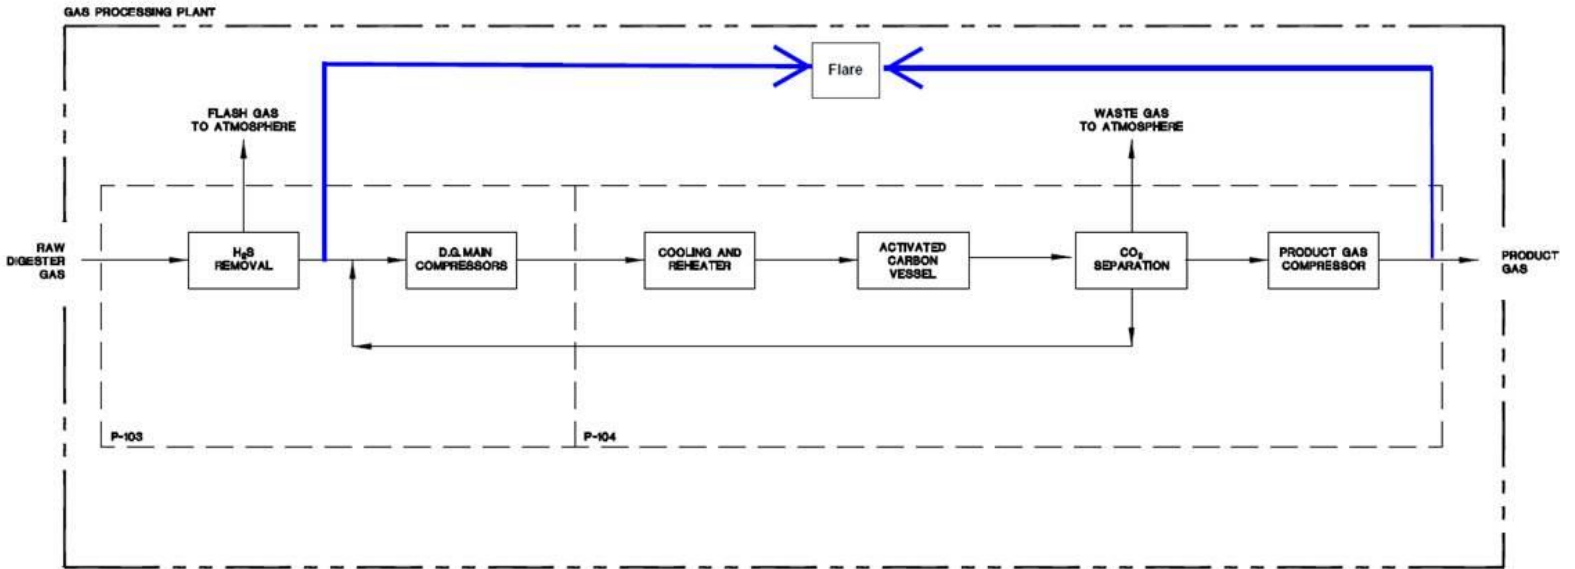 GAS PROCESSING PLANT
Flare
FLASH GAS
TO ATMOSPHERE
WASTE GAS
TO ATMOSPHERE
RAW
DIGESTER
GAS
H₂S
REMOVAL
D.G. MAIN
COMPRESSORS
COOLING AND
REHEATER
ACTIVATED
CARBON
VESSEL
CO₂
SEPARATION
PRODUCT GAS
COMPRESSOR
PRODUCT
GAS
P-103
P-104